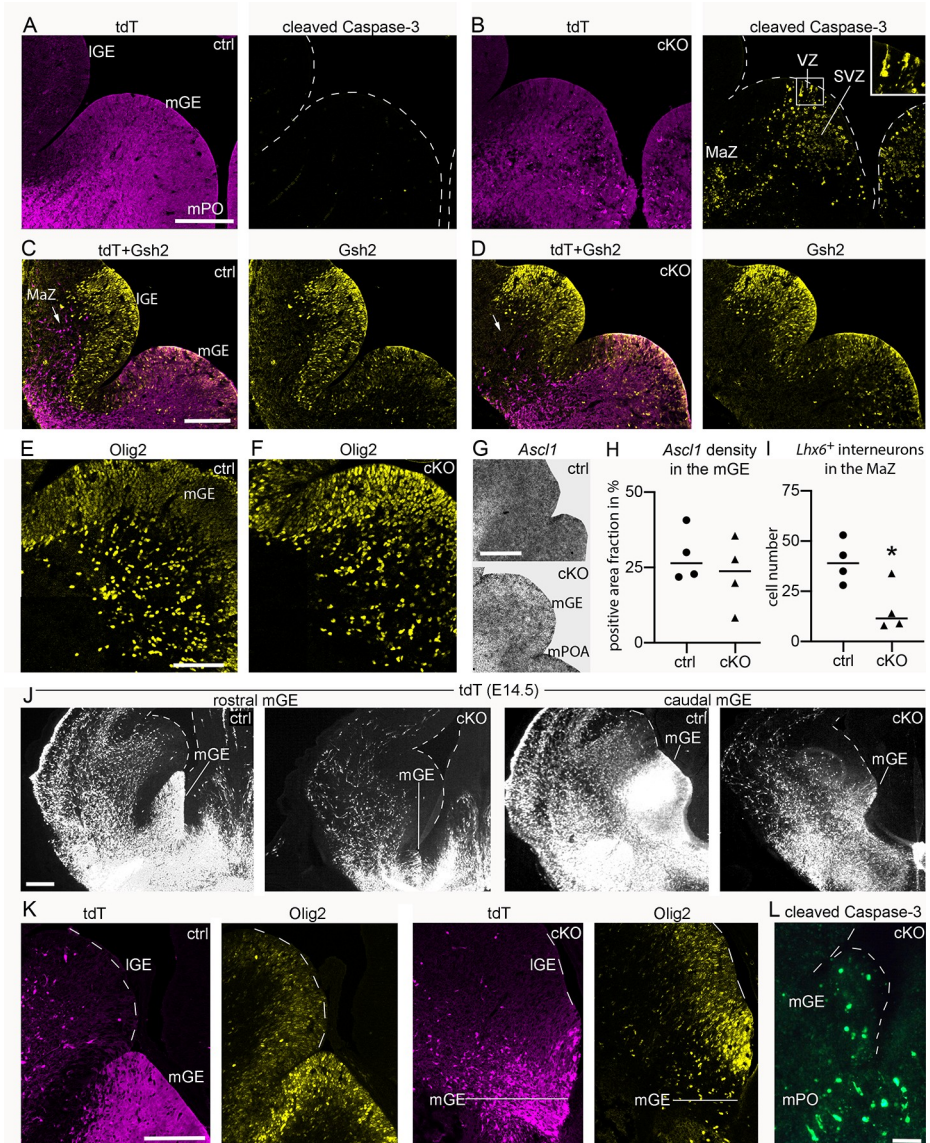 A
tdT
ctrl
lGE
mGE
mPO
cleaved Caspase-3
B
tdT
cKO
cleaved Caspase-3
VZ
SVZ
MaZ
C
tdT+Gsh2
ctrl
MaZ
lGE
mGE
Gsh2
D
tdT+Gsh2
cKO
Gsh2
E
Olig2
ctrl
mGE
F
Olig2
cKO
G
Ascl1
ctrl
cKO
mGE
mPOA
H
Ascl1 density
in the mGE
positive area fraction in %
50
25
0
ctrl
cKO
I
Lhx6+ interneurons
in the MaZ
cell number
75
50
25
0
*
ctrl
cKO
J
tdT (E14.5)
rostral mGE
caudal mGE
ctrl
mGE
cKO
mGE
ctrl
mGE
cKO
mGE
K
tdT
ctrl
lGE
mGE
Olig2
tdT
cKO
lGE
mGE
Olig2
mGE
L
cleaved Caspase-3
cKO
mGE
mPO